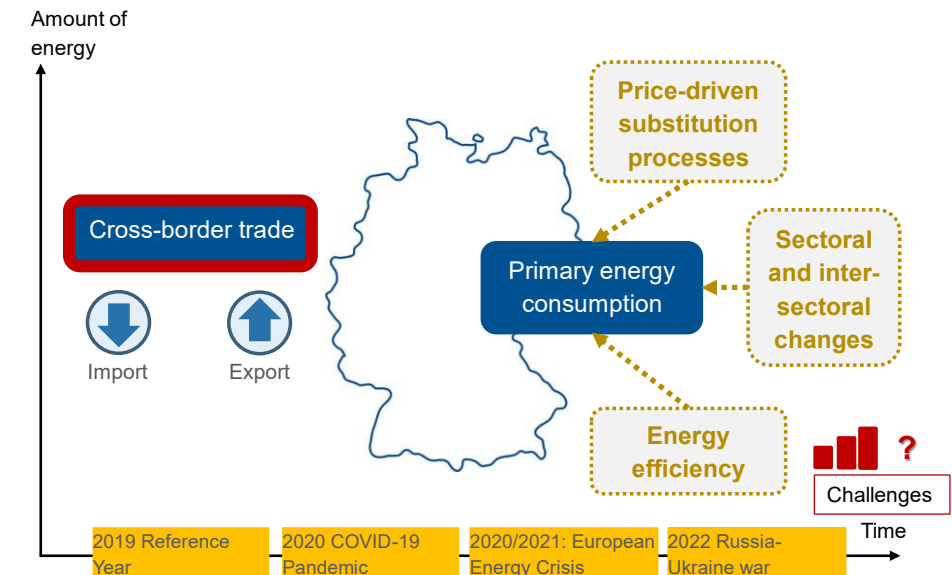 Amount of
energy
Price-driven
substitution
processes
Cross-border trade
Sectoral
and inter-
sectoral
changes
Primary energy
consumption
Import
Export
Energy
efficiency
?
Challenges
Time
2019 Reference
Year
2020 COVID-19
Pandemic
2020/2021: European
Energy Crisis
2022 Russia-
Ukraine war